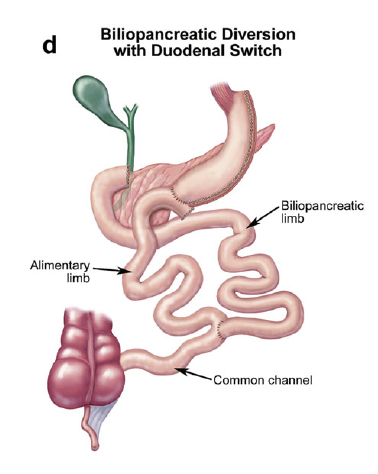 d
Biliopancreatic Diversion
with Duodenal Switch
Biliopancreatic
limb
Alimentary
limb
Common channel